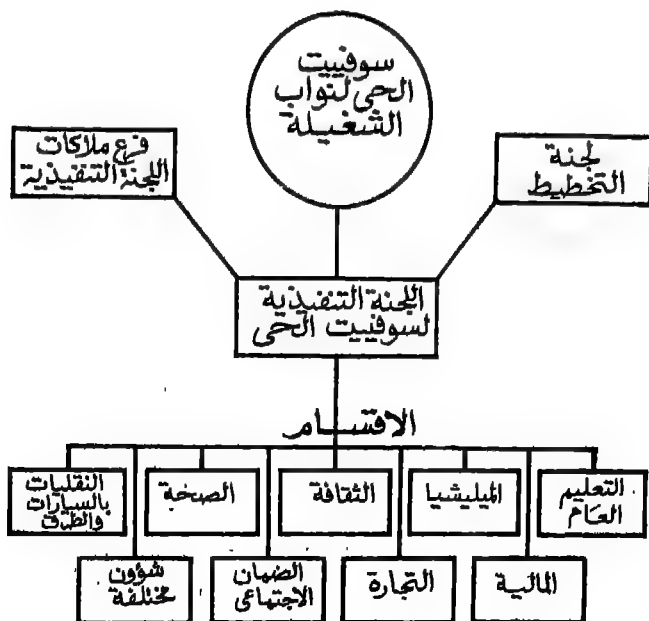 سوفييت
الحى لنواب
الشغيلة
لجنة
التخطيط
فرع ملاكات
اللجنة التنفيذية
اللجنة التنفيذية
لسوفييت الحى
الاقسام
التعليم
العام
الميليشيا
الثقافة
الصحة
النقليات
بالسيارات
والطرق
المالية
التجارة
الضمان
الاجتماعى
شؤون
مختلفة